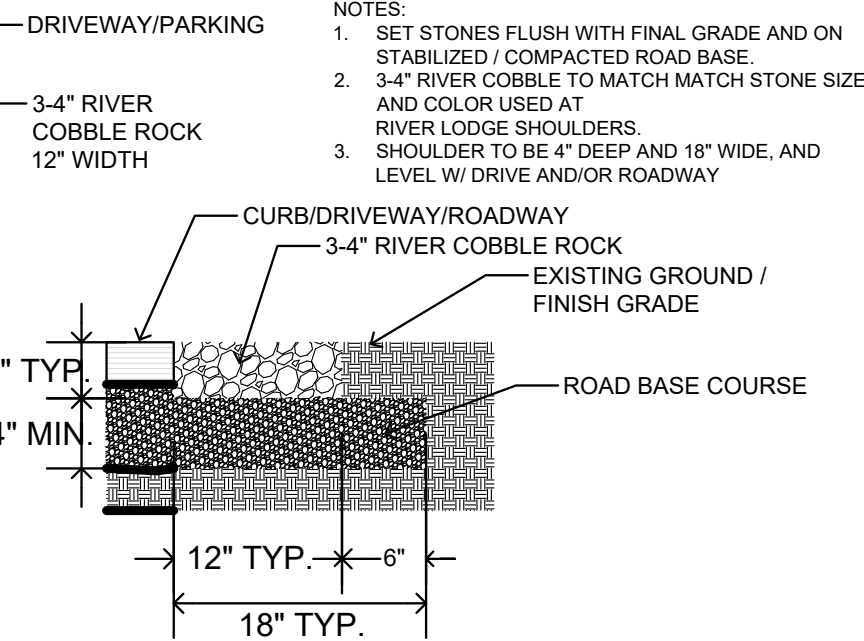 DRIVEWAY/PARKING
3-4" RIVER
COBBLE ROCK
12" WIDTH
NOTES:
1. SET STONES FLUSH WITH FINAL GRADE AND ON
STABILIZED / COMPACTED ROAD BASE.
2. 3-4" RIVER COBBLE TO MATCH MATCH STONE SIZE
AND COLOR USED AT
RIVER LODGE SHOULDERS.
3. SHOULDER TO BE 4" DEEP AND 18" WIDE, AND
LEVEL W/ DRIVE AND/OR ROADWAY
CURB/DRIVEWAY/ROADWAY
3-4" RIVER COBBLE ROCK
EXISTING GROUND /
FINISH GRADE
" TYP.
ROAD BASE COURSE
4" MIN.
12" TYP.
6"
18" TYP.